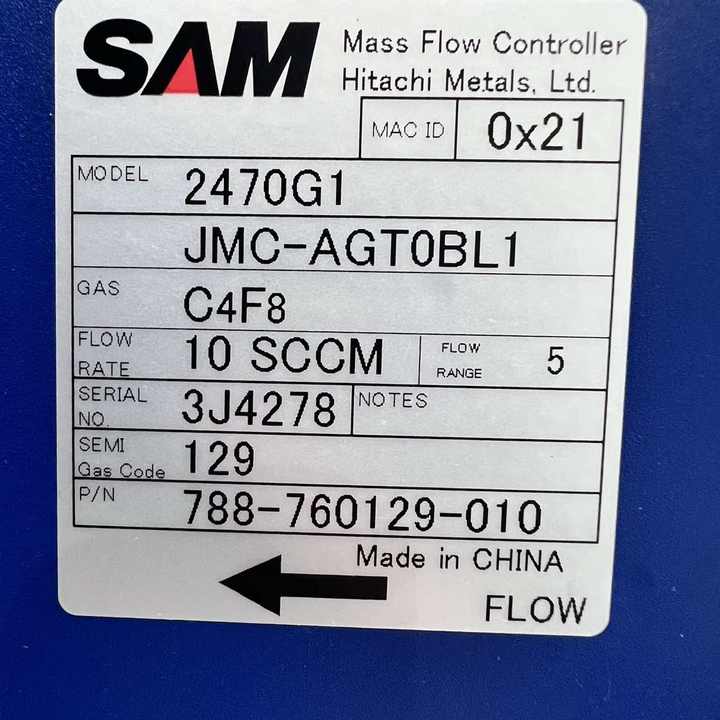 SAM
Mass Flow Controller
Hitachi Metals, Ltd.
MAC ID 0x21
MODEL 2470G1
JMC-AGT0BL1
GAS C4F8
FLOW RATE 10 SCCM FLOW RANGE 5
SERIAL NO. 3J4278 NOTES
SEMI Gas Code 129
P/N 788-760129-010
Made in CHINA
FLOW